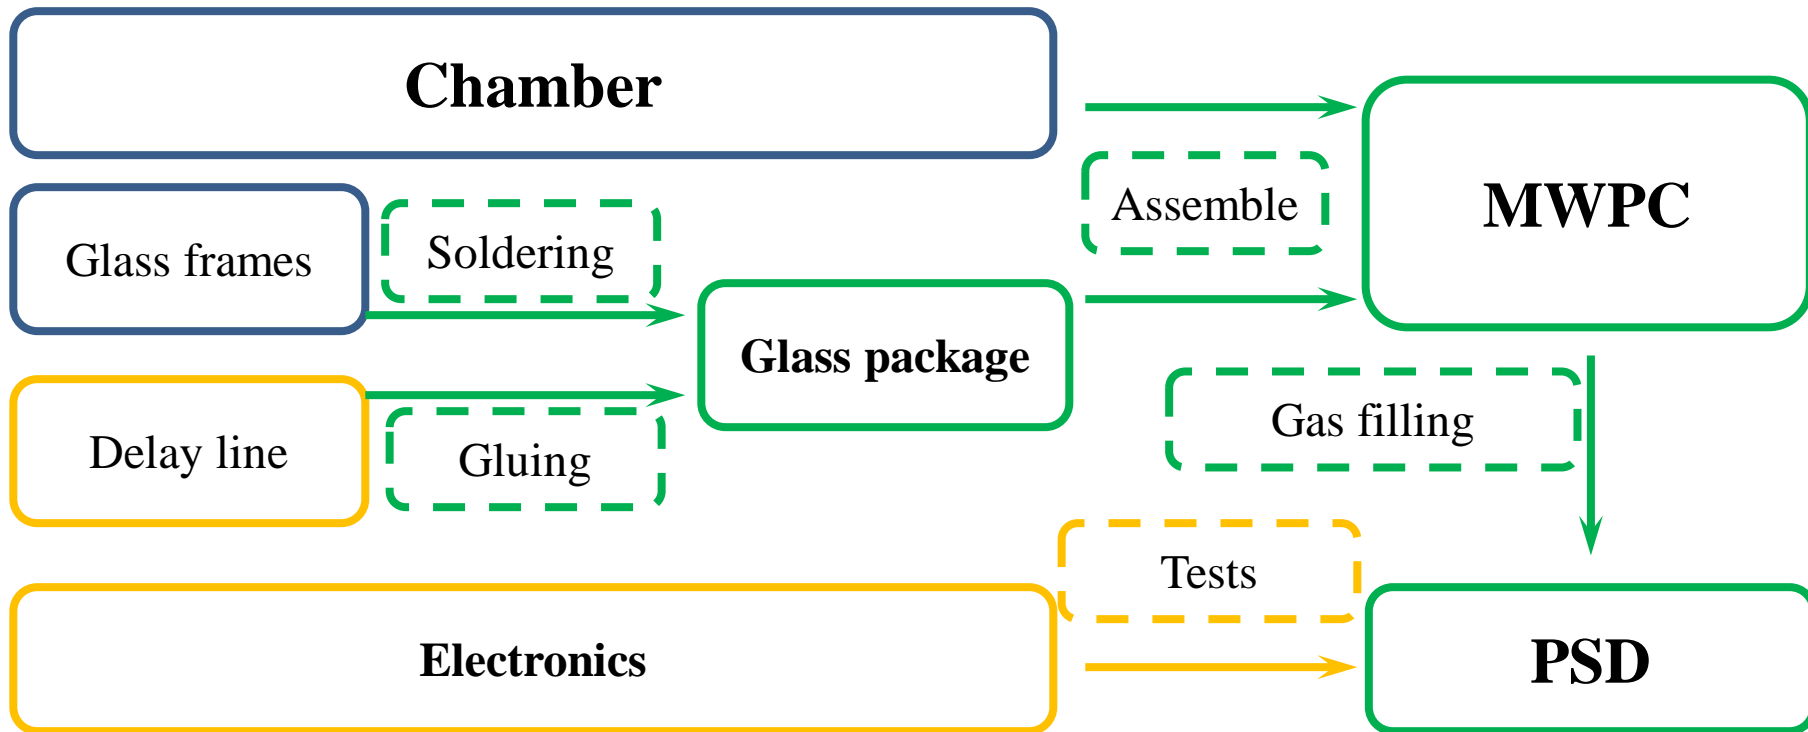 Chamber
MWPC
Assemble
Glass frames
Soldering
Glass package
Delay line
Gluing
Gas filling
Tests
Electronics
PSD